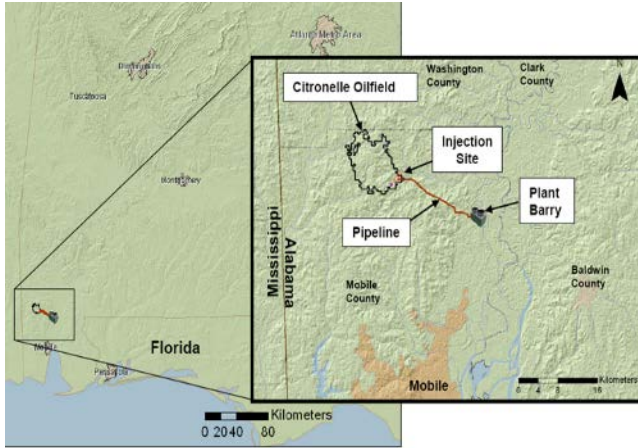 Atlanta Metro Area
Birmingham
Tuscaloosa
Montgomery
Mobile
Pensacola
Florida
Kilometers
0 20 40 80
Washington
County
Clark
County
N
Citronelle Oilfield
Injection
Site
Plant
Barry
Pipeline
Mississippi
Alabama
Mobile
County
Baldwin
County
Mobile
Kilometers
0 4 8 16